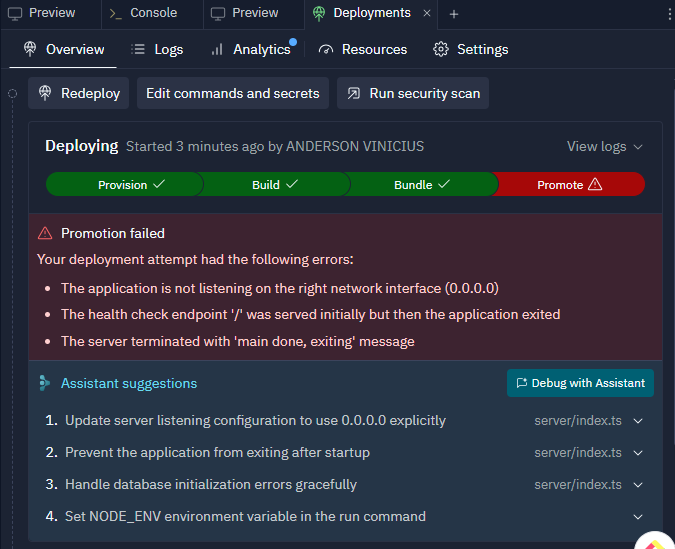 Preview Console Preview Deployments
Overview Logs Analytics Resources Settings
Redeploy Edit commands and secrets Run security scan
Deploying Started 3 minutes ago by ANDERSON VINICIUS View logs
Provision Build Bundle Promote
Promotion failed
Your deployment attempt had the following errors:
• The application is not listening on the right network interface (0.0.0.0)
• The health check endpoint '/' was served initially but then the application exited
• The server terminated with 'main done, exiting' message
Assistant suggestions Debug with Assistant
1. Update server listening configuration to use 0.0.0.0 explicitly server/index.ts
2. Prevent the application from exiting after startup server/index.ts
3. Handle database initialization errors gracefully server/index.ts
4. Set NODE_ENV environment variable in the run command